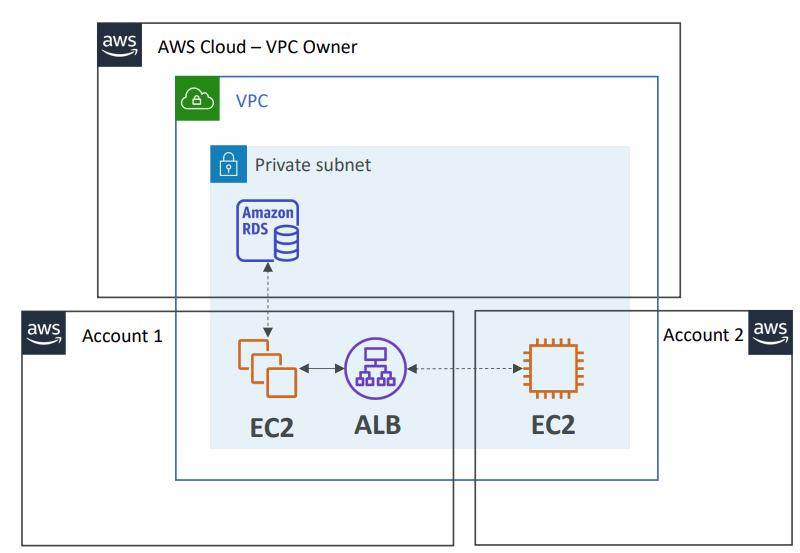 aws
AWS Cloud – VPC Owner
VPC
Private subnet
Amazon
RDS
aws
Account 1
Account 2
aws
EC2
ALB
EC2